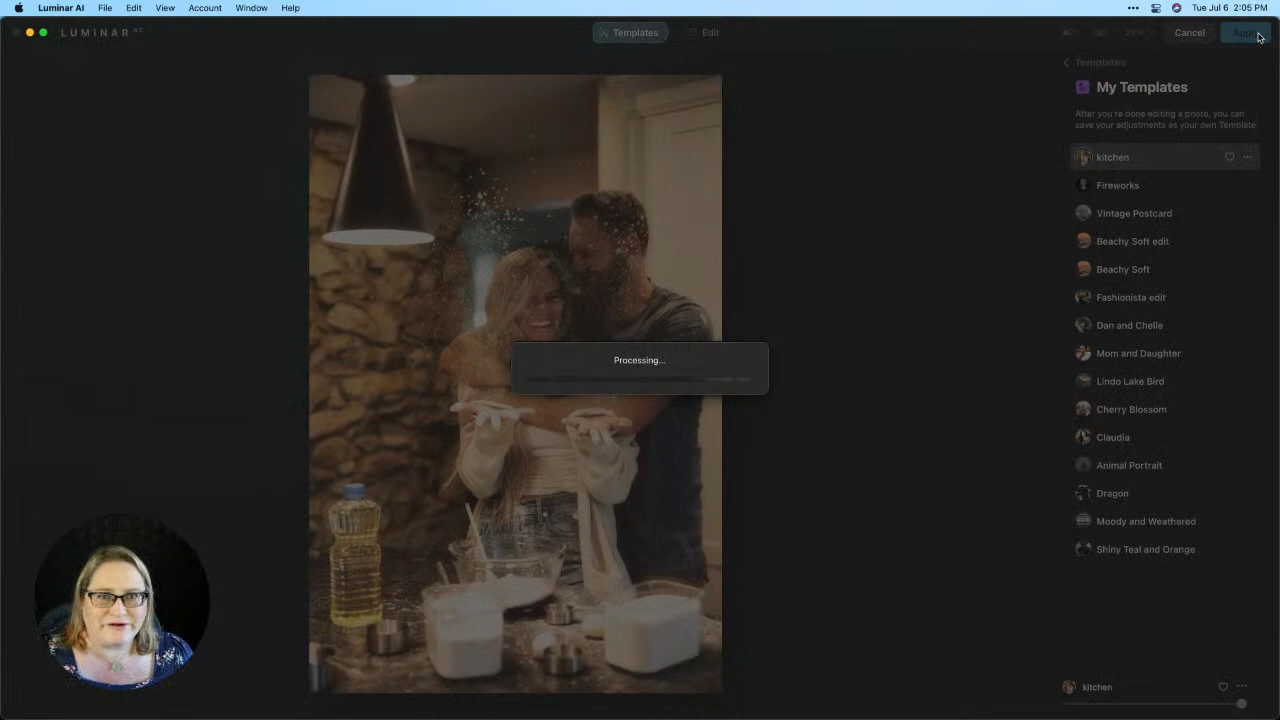 Luminar AI File Edit View Account Window Help
Tue Jul 6 2:05 PM
LUMINAR AI
Templates
Edit
Cancel
Templates
My Templates
After you're done editing a photo, you can
save your adjustments as your own Template
kitchen
Fireworks
Vintage Postcard
Beachy Soft edit
Beachy Soft
Fashionista edit
Dan and Chelle
Mom and Daughter
Lindo Lake Bird
Cherry Blossom
Claudia
Animal Portrait
Dragon
Moody and Weathered
Shiny Teal and Orange
Processing...
kitchen